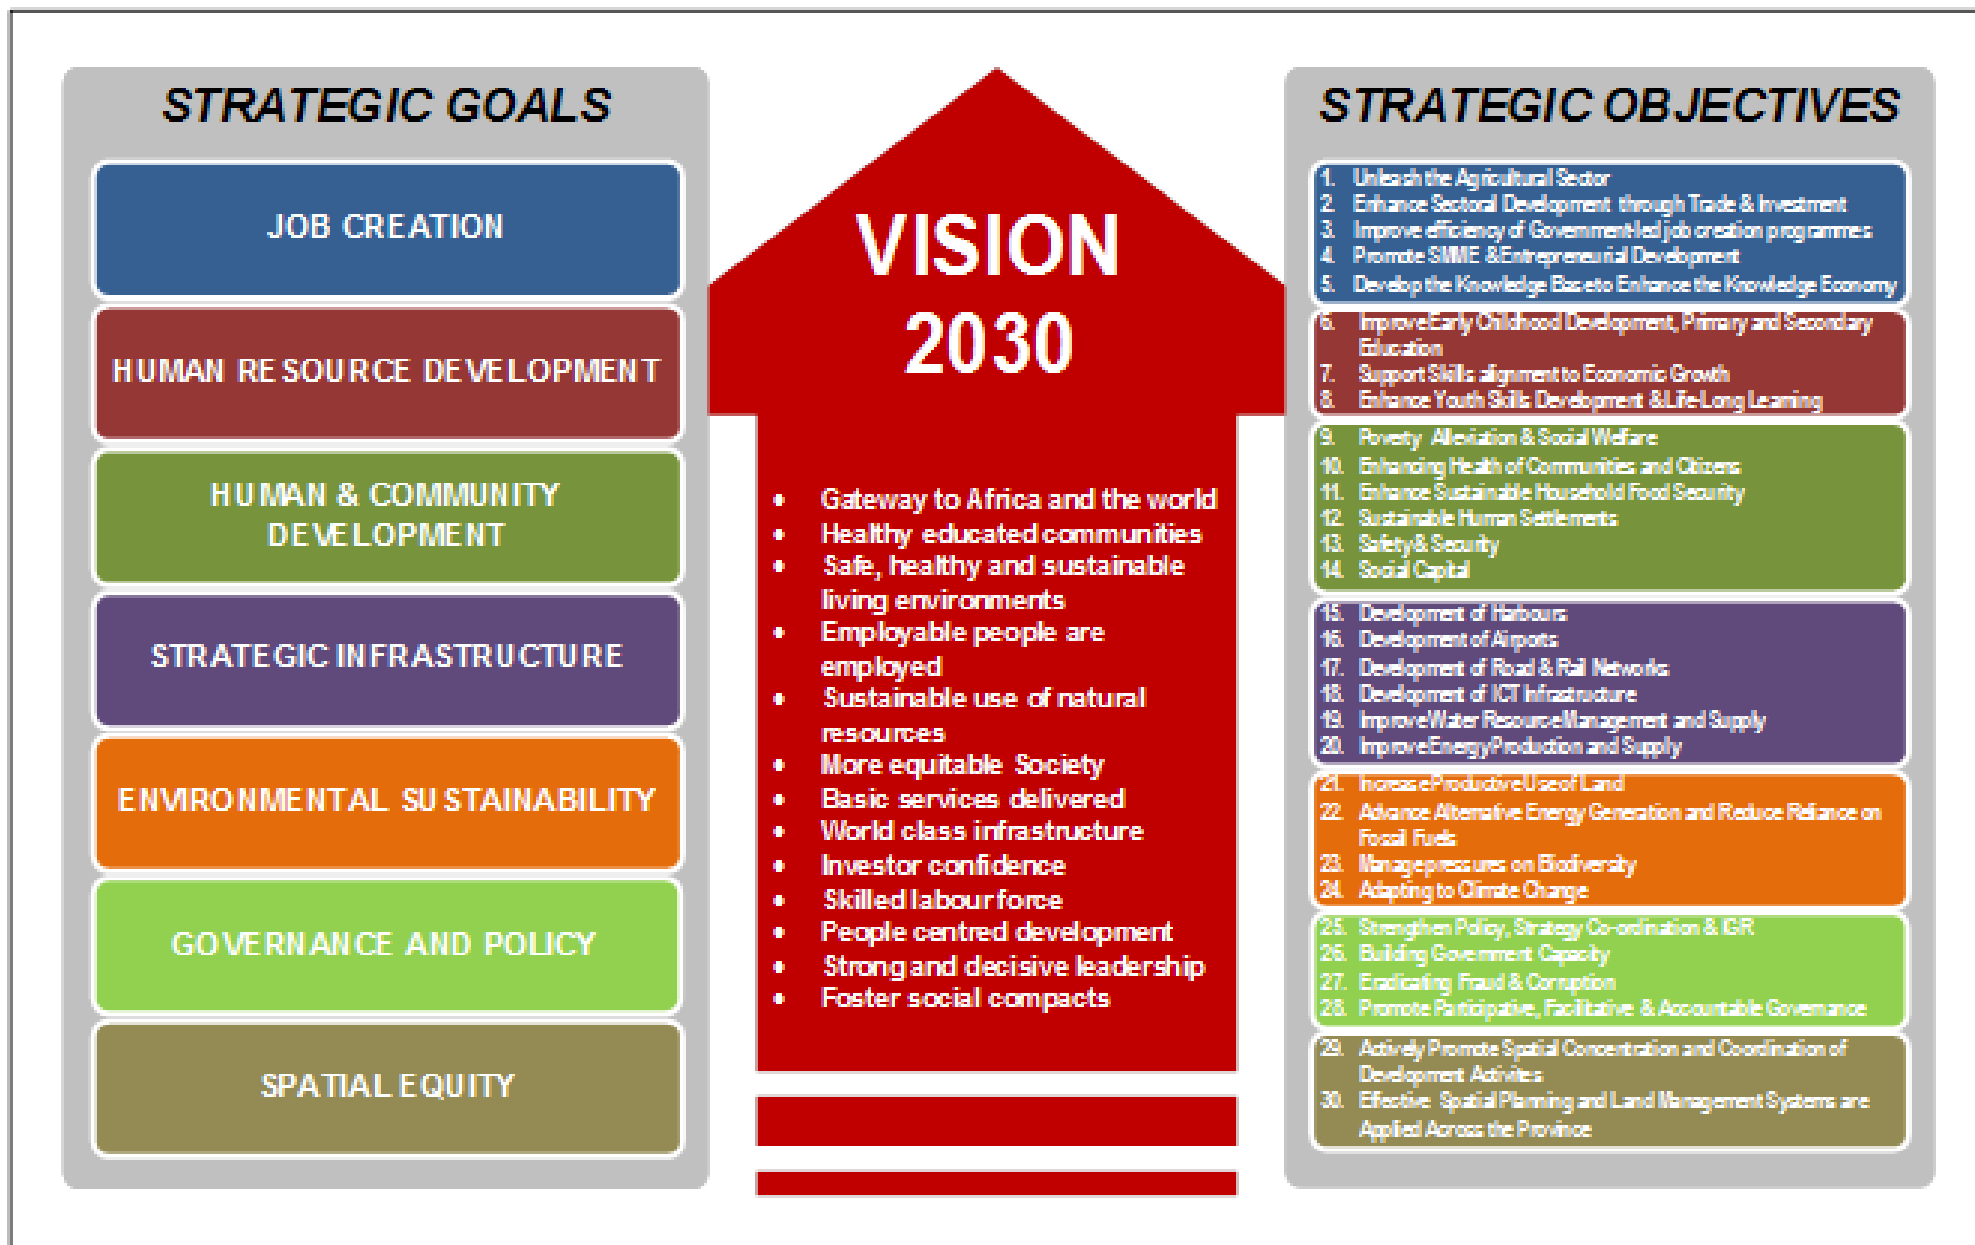 STRATEGIC GOALS
JOB CREATION
HUMAN RESOURCE DEVELOPMENT
HUMAN & COMMUNITY
DEVELOPMENT
STRATEGIC INFRASTRUCTURE
ENVIRONMENTAL SUSTAINABILITY
GOVERNANCE AND POLICY
SPATIAL EQUITY
VISION
2030
• Gateway to Africa and the world
• Healthy educated communities
• Safe, healthy and sustainable
living environments
• Employable people are
employed
• Sustainable use of natural
resources
• More equitable Society
• Basic services delivered
• World class infrastructure
• Investor confidence
• Skilled labour force
• People centred development
• Strong and decisive leadership
• Foster social compacts
STRATEGIC OBJECTIVES
1. Unleash the Agricultural Sector
2. Enhance Sectoral Development through Trade & Investment
3. Improve efficiency of Government-led job creation programmes
4. Promote SMME & Entrepreneurial Development
5. Develop the Knowledge Base to Enhance the Knowledge Economy
6. Improve Early Childhood Development, Primary and Secondary
Education
7. Support Skills alignment to Economic Growth
8. Enhance Youth Skills Development & Life-Long Learning
9. Poverty Alleviation & Social Welfare
10. Enhancing Health of Communities and Citizens
11. Enhance Sustainable Household Food Security
12. Sustainable Human Settlements
13. Safety & Security
14. Social Capital
15. Development of Harbours
16. Development of Airports
17. Development of Road & Rail Networks
18. Development of ICT Infrastructure
19. Improve Water Resource Management and Supply
20. Improve Energy Production and Supply
21. Increase Productive Use of Land
22. Advance Alternative Energy Generation and Reduce Reliance on
Fossil Fuels
23. Manage pressures on Biodiversity
24. Adapting to Climate Change
25. Strengthen Policy, Strategy Co-ordination & IGR
26. Building Government Capacity
27. Eradicating Fraud & Corruption
28. Promote Participative, Facilitative & Accountable Governance
29. Actively Promote Spatial Concentration and Coordination of
Development Activites
30. Effective Spatial Planning and Land Management Systems are
Applied Across the Province